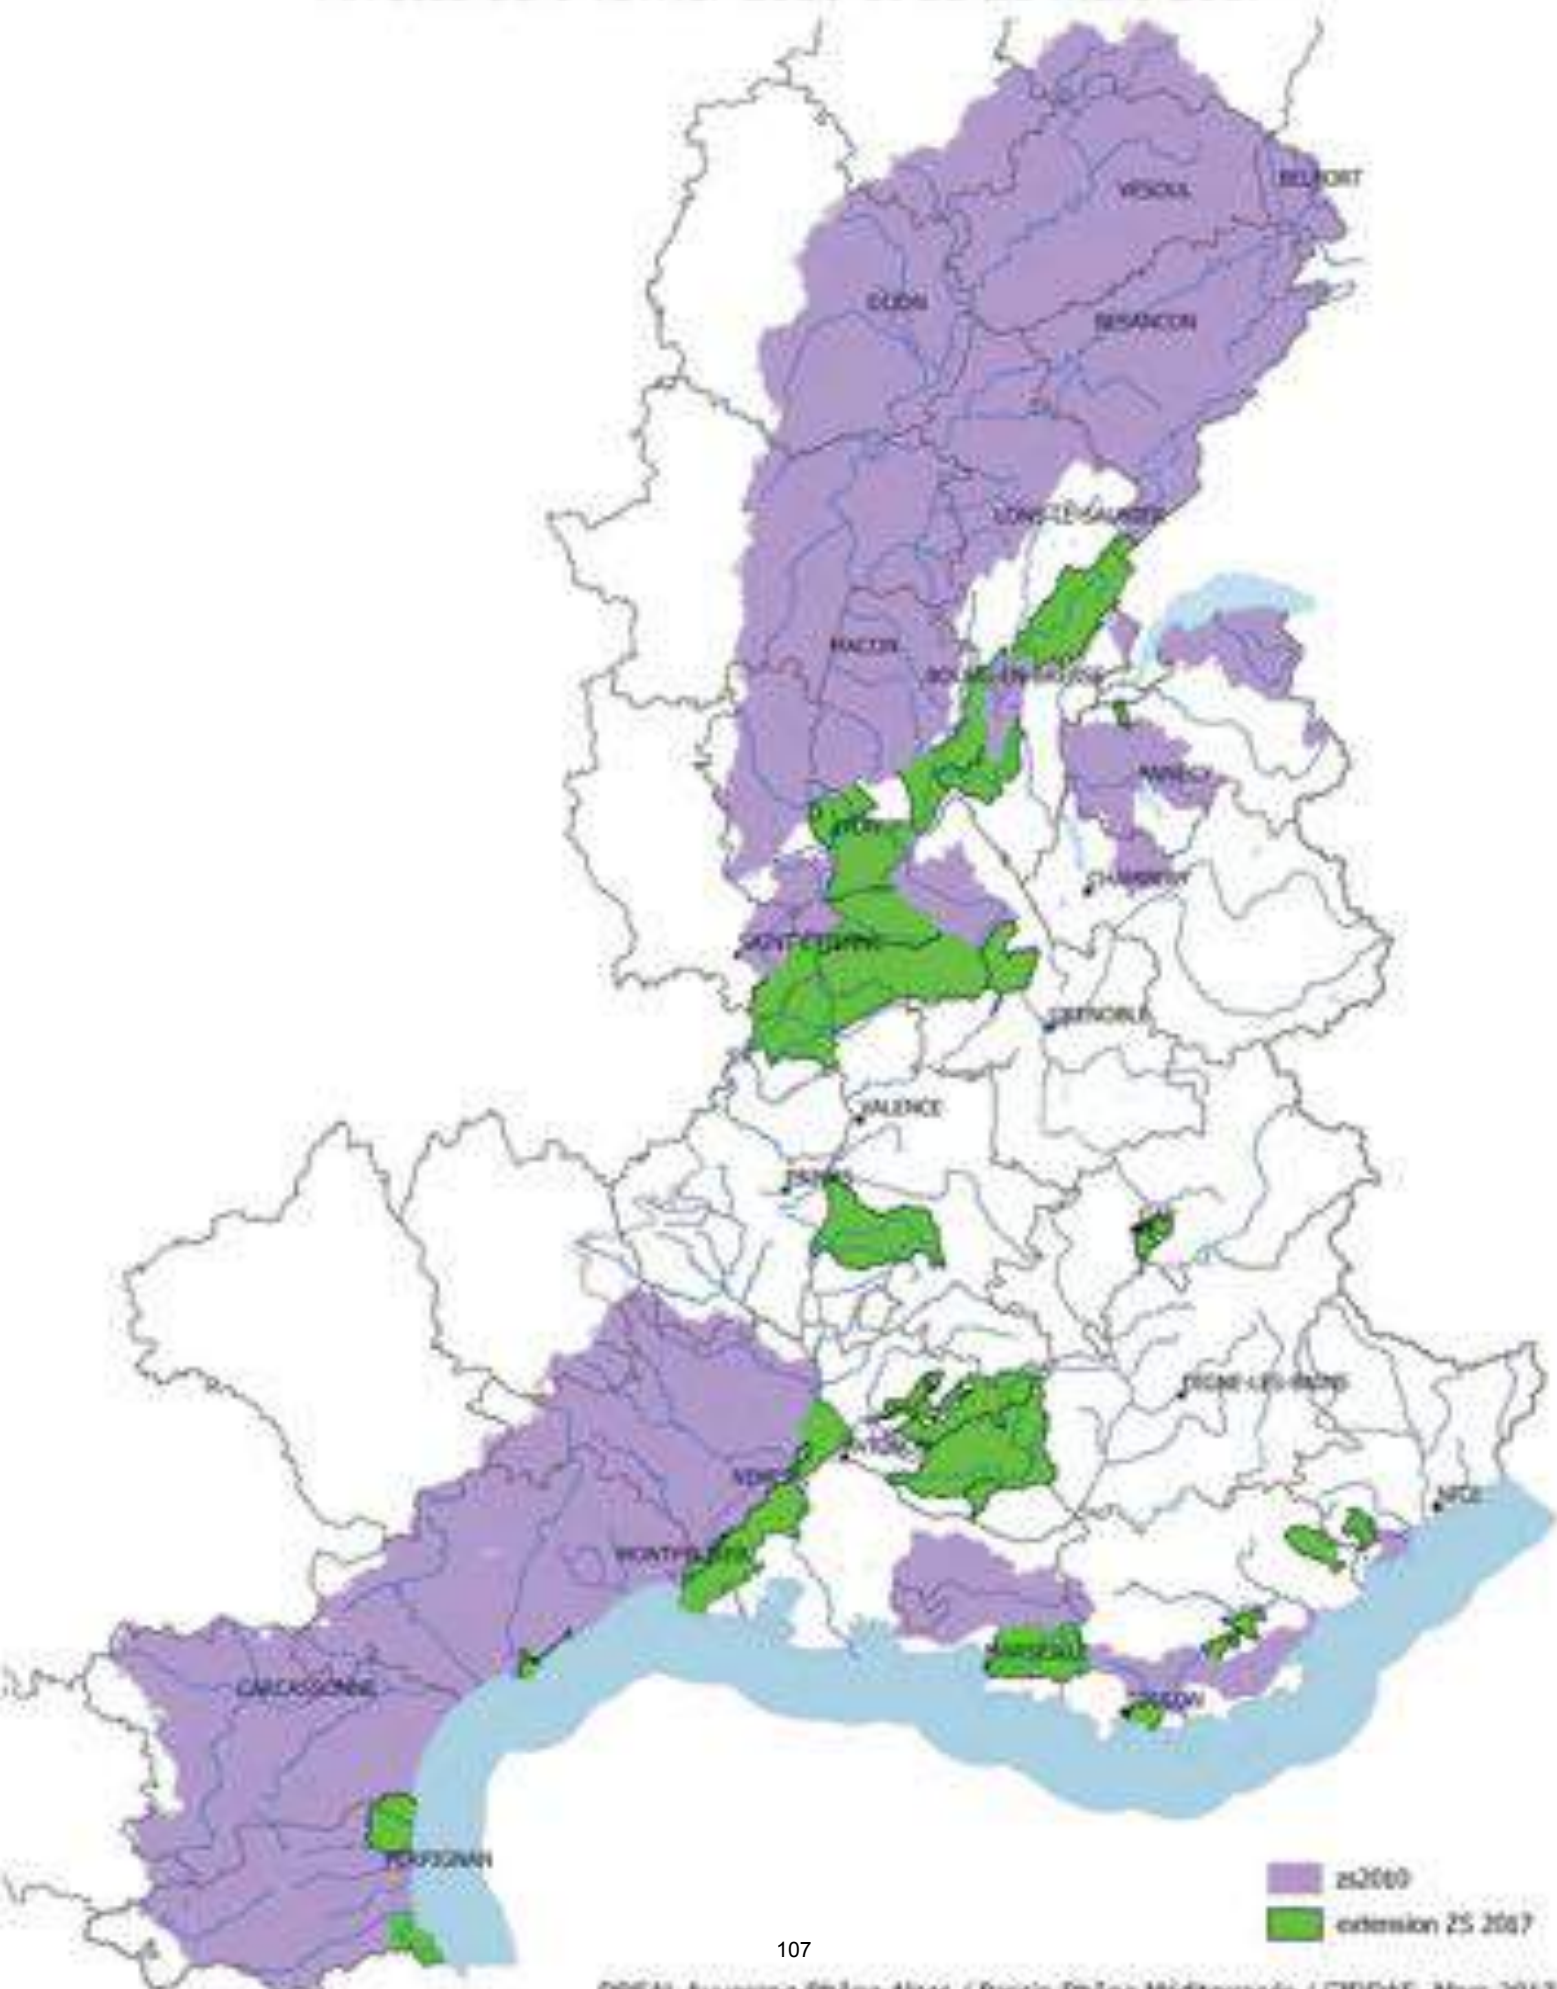 VESOUL
BELFORT
DIJON
BESANCON
LONS-LE-SAUNIER
MACON
BOURG-EN-BRESSE
ANNECY
LYON
CHAMBERY
SAINT-ETIENNE
GRENOBLE
VALENCE
PRIVAS
DIGNE-LES-BAINS
AVIGNON
NIMES
NICE
MONTPELLIER
MARSEILLE
CARCASSONNE
TOULON
PERPIGNAN
zs2010
extension ZS 2017
107